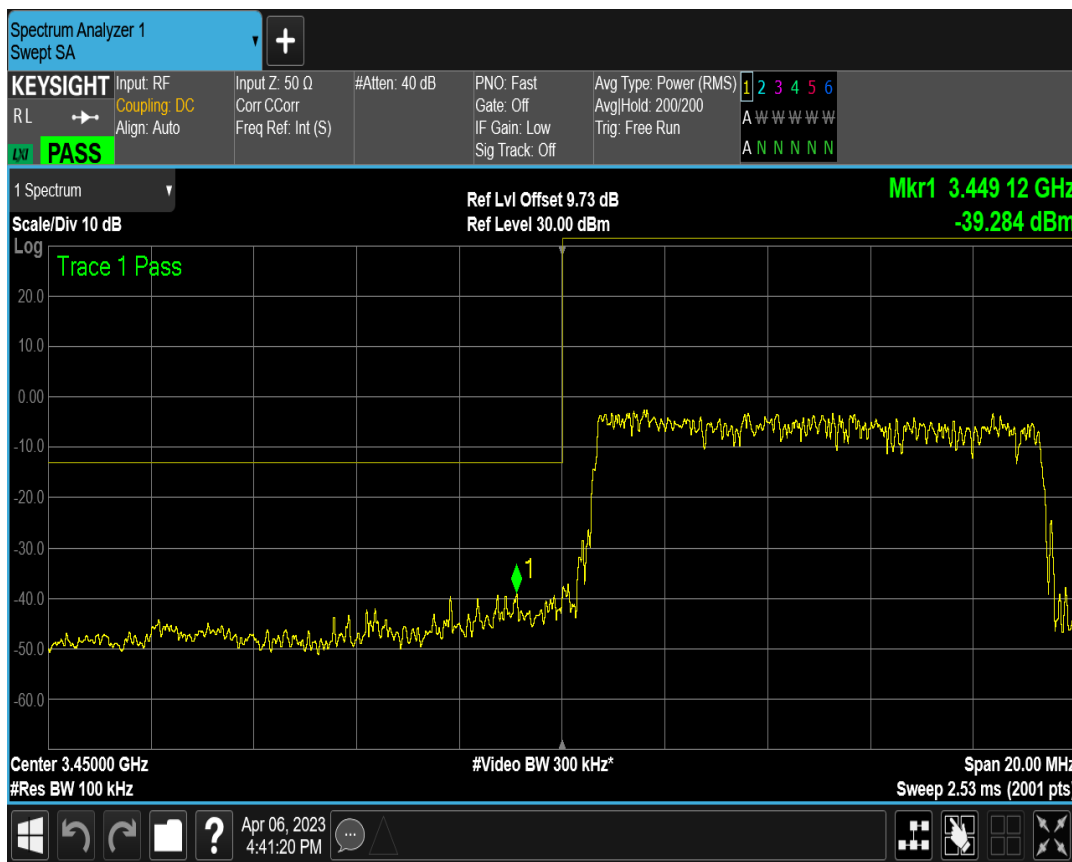 Spectrum Analyzer 1
Swept SA
+
KEYSIGHT
RL
LXI PASS
Input: RF
Coupling: DC
Align: Auto
Input Z: 50 Ω
Corr CCorr
Freq Ref: Int (S)
#Atten: 40 dB
PNO: Fast
Gate: Off
IF Gain: Low
Sig Track: Off
Avg Type: Power (RMS)
Avg|Hold: 200/200
Trig: Free Run
1 2 3 4 5 6
A W W W W W
A N N N N N
1 Spectrum
Scale/Div 10 dB
Ref Lvl Offset 9.73 dB
Ref Level 30.00 dBm
Mkr1 3.449 12 GHz
-39.284 dBm
Log
Trace 1 Pass
20.0
10.0
0.00
-10.0
-20.0
-30.0
1
-40.0
-50.0
-60.0
Center 3.45000 GHz
#Res BW 100 kHz
#Video BW 300 kHz*
Span 20.00 MHz
Sweep 2.53 ms (2001 pts)
?
Apr 06, 2023
4:41:20 PM